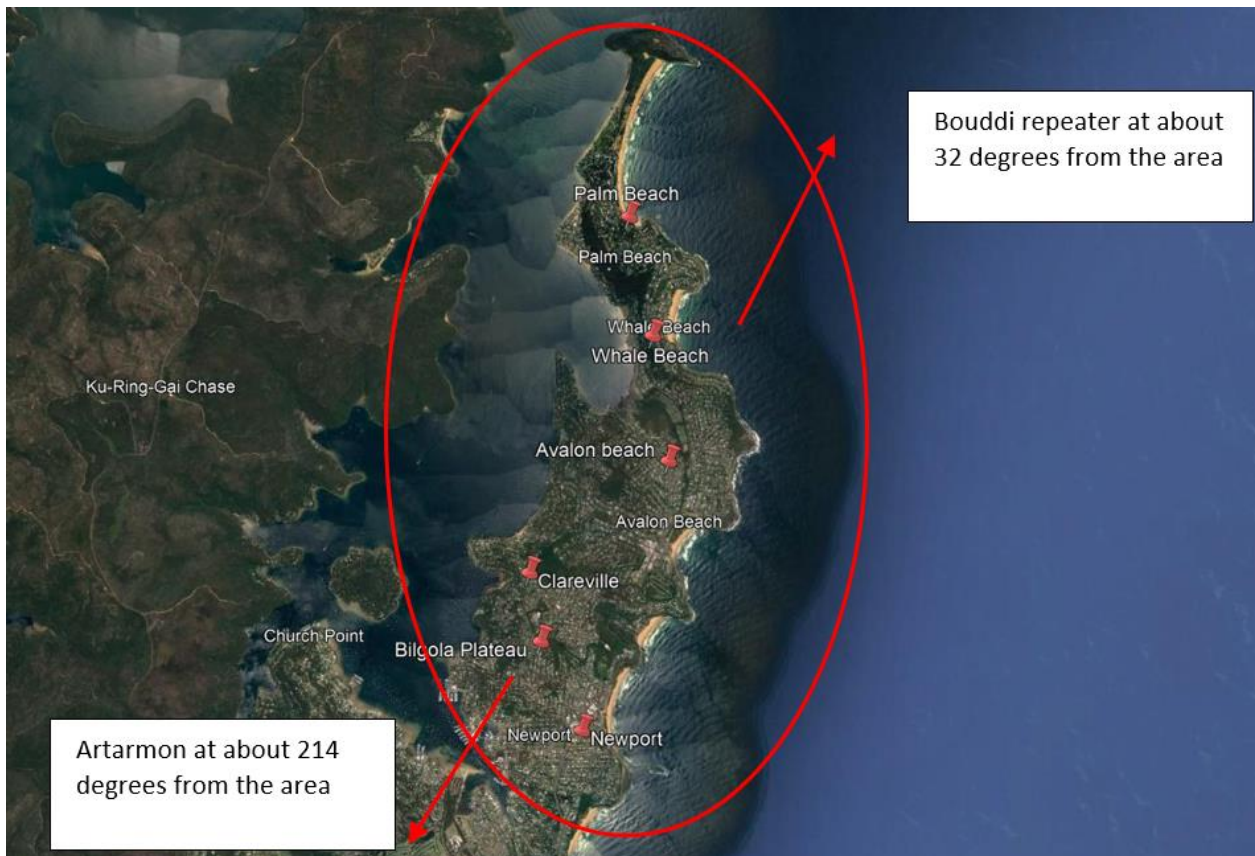 Bouddi repeater at about
32 degrees from the area
Palm Beach
Palm Beach
Whale Beach
Whale Beach
Ku-Ring-Gai Chase
Avalon beach
Avalon Beach
Clareville
Church Point
Bilgola Plateau
Newport
Newport
Artarmon at about 214
degrees from the area